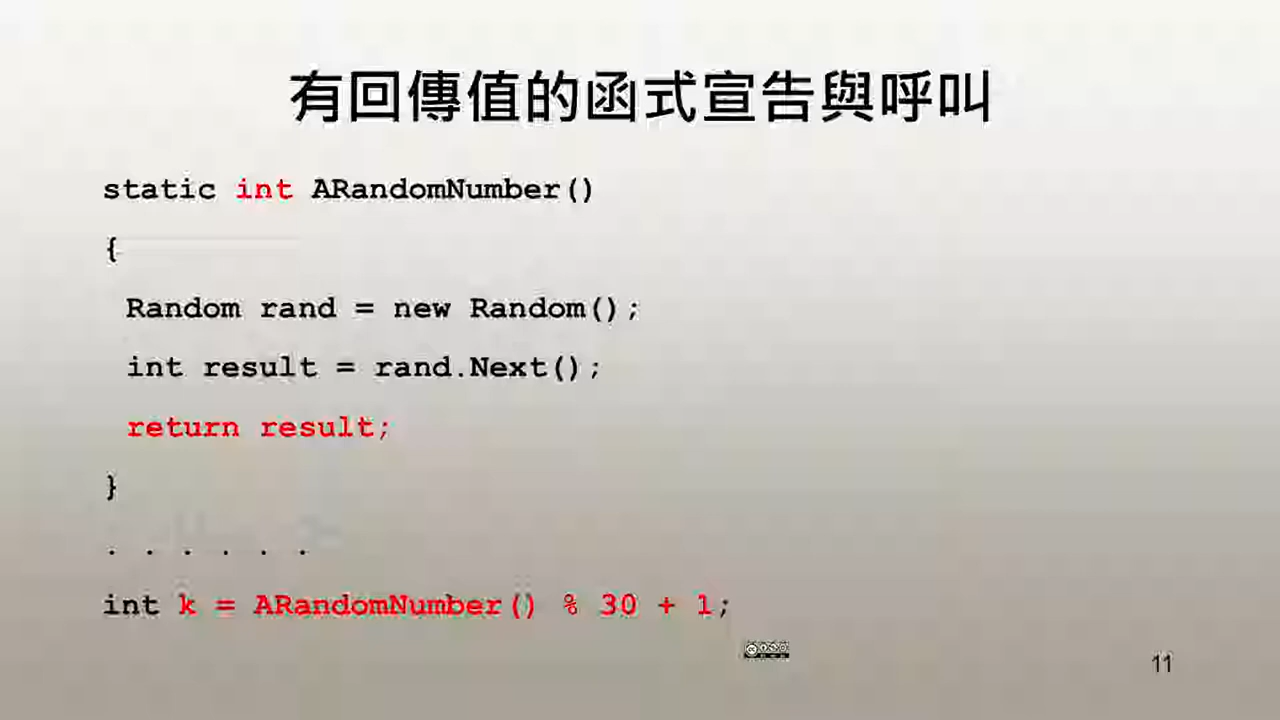 有回傳值的函式宣告與呼叫
static int ARandomNumber()
{
Random rand = new Random();
int result = rand.Next();
return result;
}
. . . . . .
int k = ARandomNumber() % 30 + 1;
11